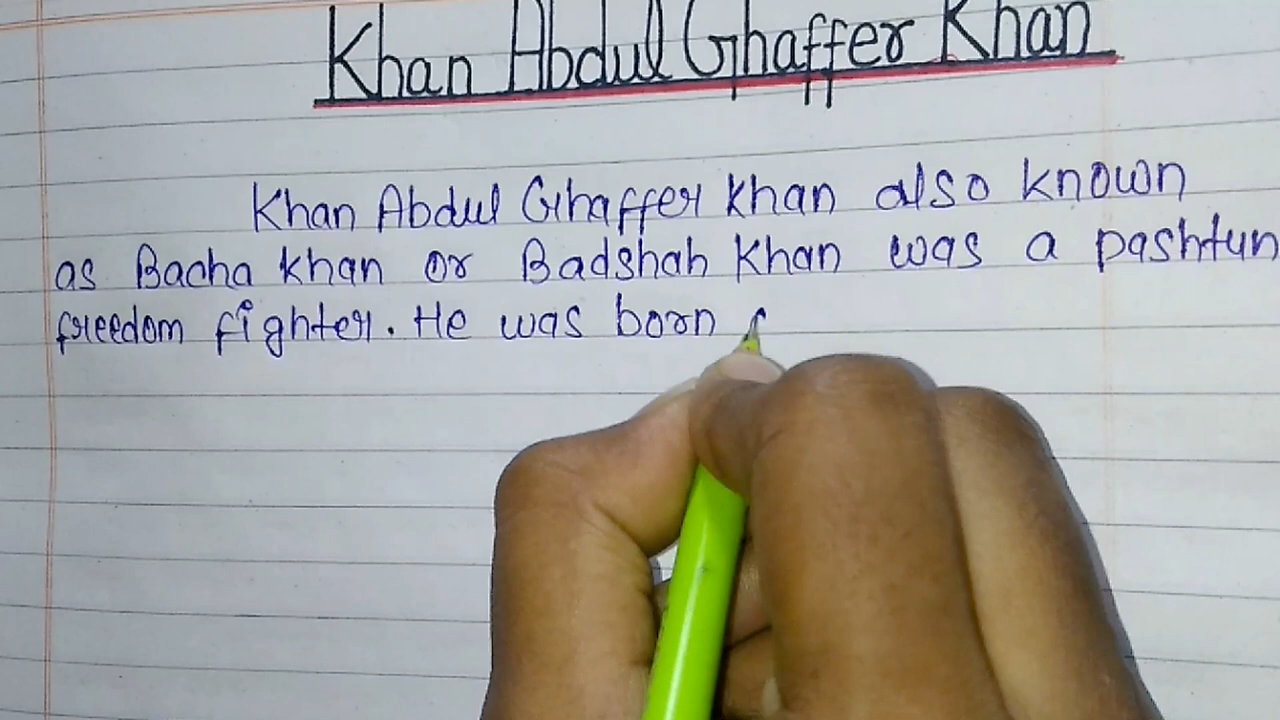 Khan Abdul Ghaffer Khan
Khan Abdul Ghaffer Khan also known
as Bacha khan or Badshah Khan was a pashtun
freedom fighter. He was born